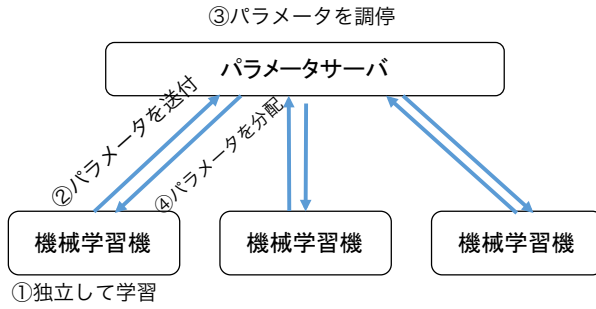 ③パラメータを調停
パラメータサーバ
②パラメータを送付
④パラメータを分配
機械学習機
機械学習機
機械学習機
①独立して学習